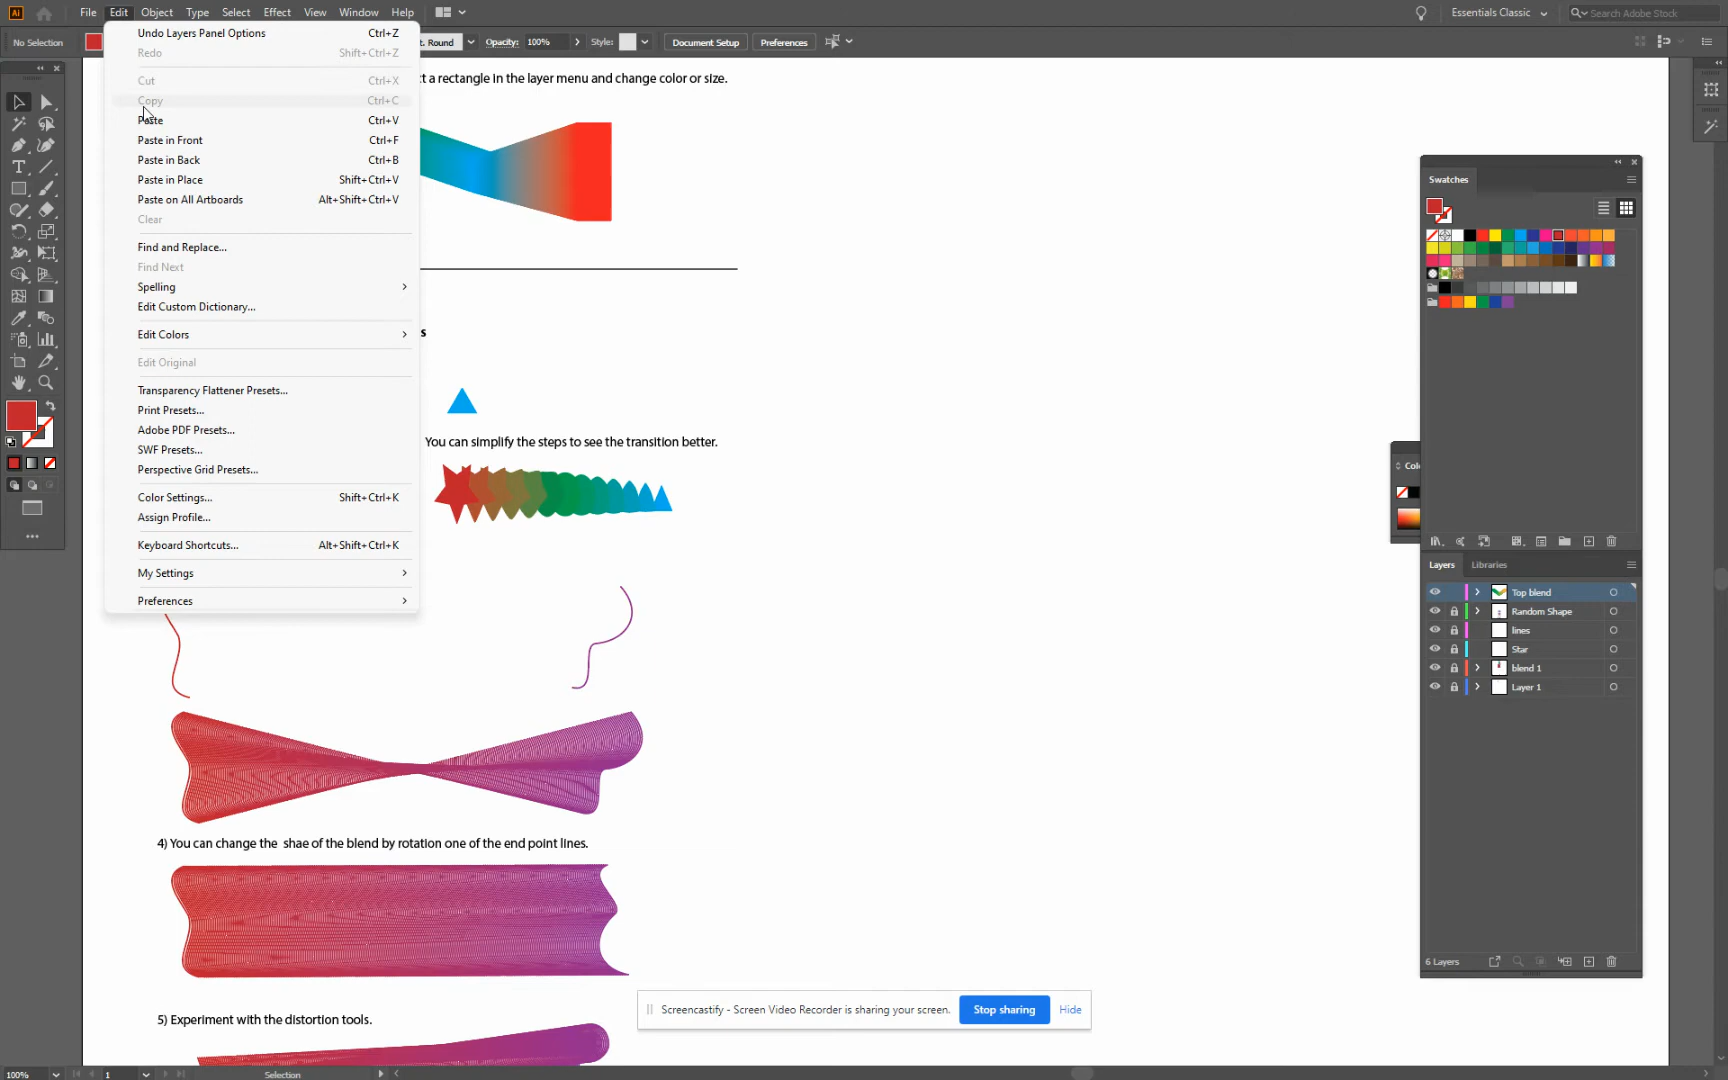 Ai File Edit Object Type Select Effect View Window Help Essentials Classic Search Adobe Stock
No Selection t. Round Opacity: 100% Style: Document Setup Preferences
Undo Layers Panel Options Ctrl+Z
Redo Shift+Ctrl+Z
Cut Ctrl+X
Copy Ctrl+C
Paste Ctrl+V
Paste in Front Ctrl+F
Paste in Back Ctrl+B
Paste in Place Shift+Ctrl+V
Paste on All Artboards Alt+Shift+Ctrl+V
Clear
Find and Replace...
Find Next
Spelling
Edit Custom Dictionary...
Edit Colors
Edit Original
Transparency Flattener Presets...
Print Presets...
Adobe PDF Presets...
SWF Presets...
Perspective Grid Presets...
Color Settings... Shift+Ctrl+K
Assign Profile...
Keyboard Shortcuts... Alt+Shift+Ctrl+K
My Settings
Preferences
t a rectangle in the layer menu and change color or size.
s
You can simplify the steps to see the transition better.
4) You can change the shae of the blend by rotation one of the end point lines.
5) Experiment with the distortion tools.
Swatches
Colo
Layers Libraries
Top blend
Random Shape
lines
Star
blend 1
Layer 1
6 Layers
Screencastify - Screen Video Recorder is sharing your screen. Stop sharing Hide
100% 1 Selection